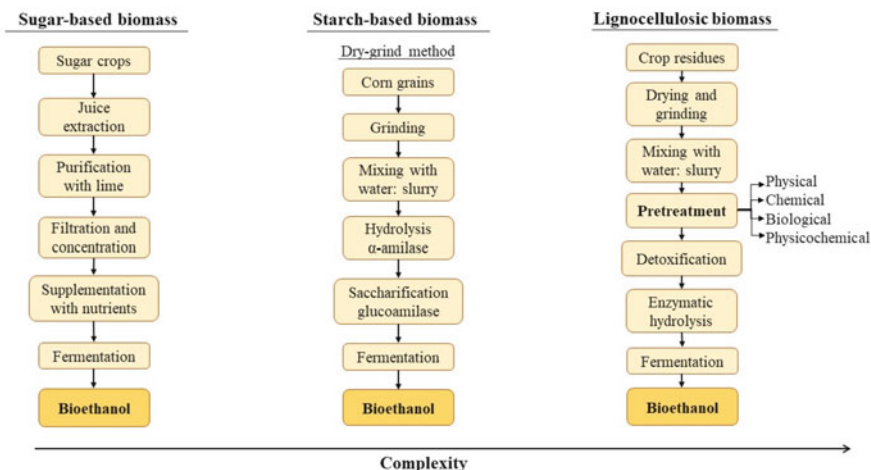 Sugar-based biomass
Sugar crops
Juice
extraction
Purification
with lime
Filtration and
concentration
Supplementation
with nutrients
Fermentation
Bioethanol
Starch-based biomass
Dry-grind method
Corn grains
Grinding
Mixing with
water: slurry
Hydrolysis
α-amilase
Saccharification
glucoamilase
Fermentation
Bioethanol
Lignocellulosic biomass
Crop residues
Drying and
grinding
Mixing with
water: slurry
Pretreatment
Physical
Chemical
Biological
Physicochemical
Detoxification
Enzymatic
hydrolysis
Fermentation
Bioethanol
Complexity